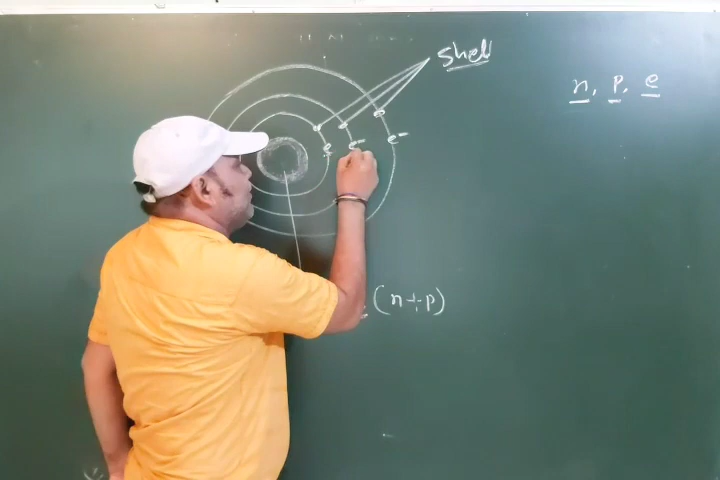 shell
n, p, e
e
e-
e-
(n+p)